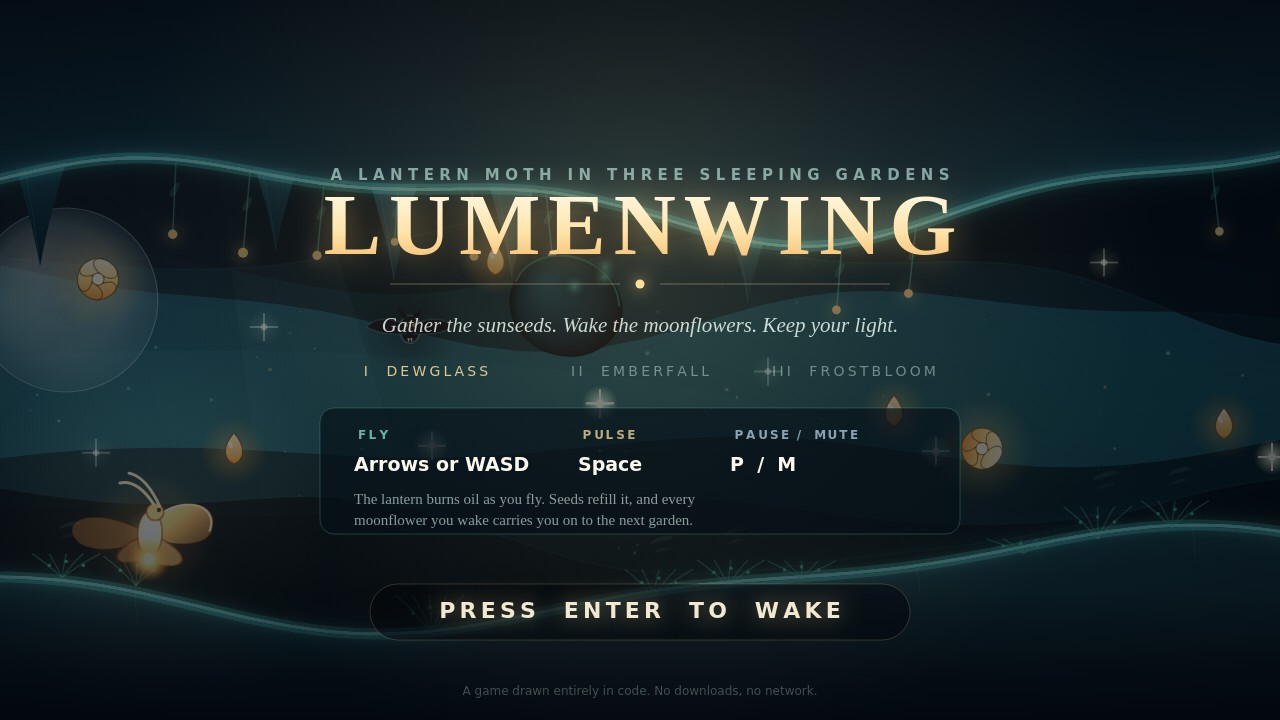 A LANTERN MOTH IN THREE SLEEPING GARDENS
LUMENWING
Gather the sunseeds. Wake the moonflowers. Keep your light.
I DEWGLASS II EMBERFALL III FROSTBLOOM
FLY PULSE PAUSE / MUTE
Arrows or WASD Space P / M
The lantern burns oil as you fly. Seeds refill it, and every
moonflower you wake carries you on to the next garden.
PRESS ENTER TO WAKE
A game drawn entirely in code. No downloads, no network.